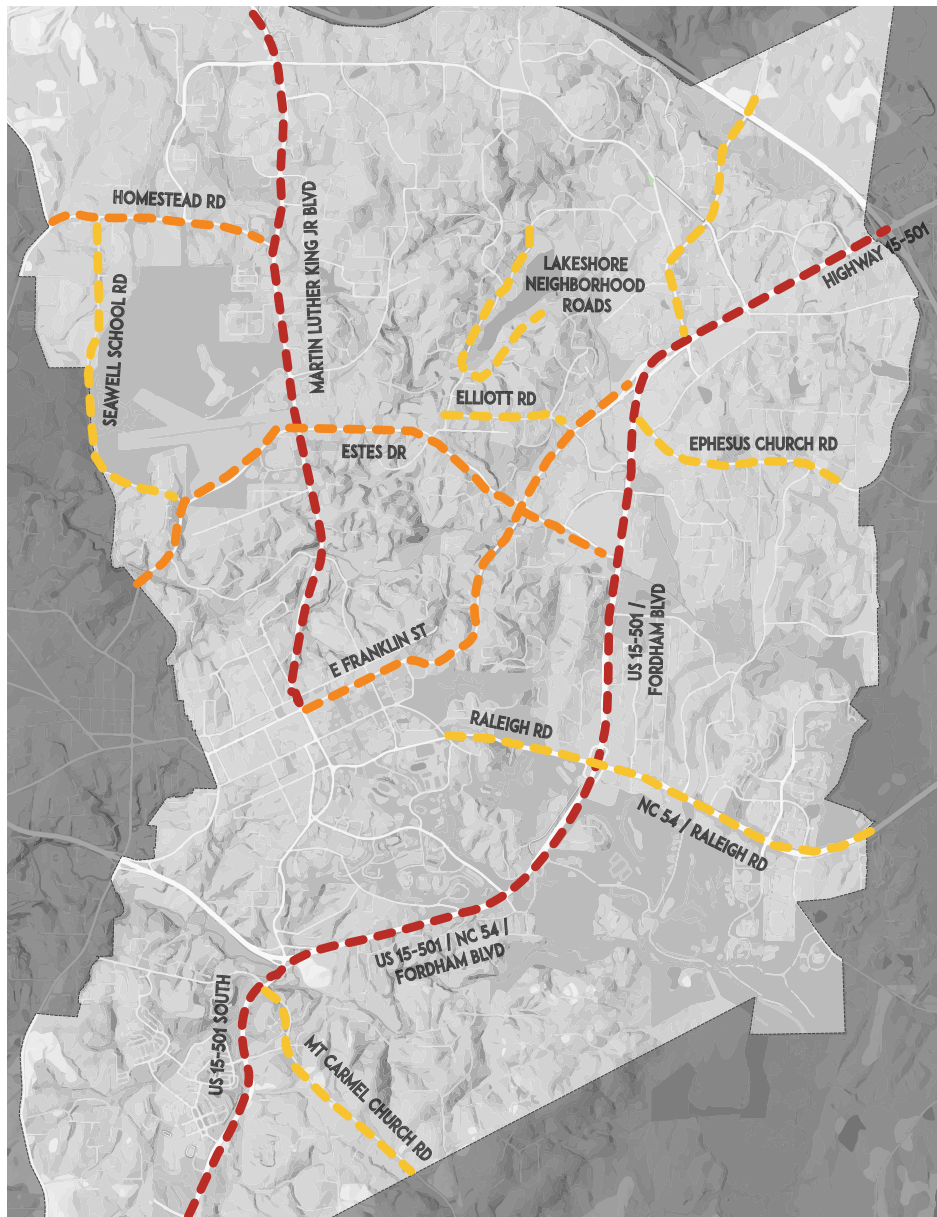 HOMESTEAD RD
MARTIN LUTHER KING JR BLVD
HIGHWAY 15-501
LAKESHORE
NEIGHBORHOOD
ROADS
SEAWELL SCHOOL RD
ELLIOTT RD
EPHESUS CHURCH RD
ESTES DR
US 15-501 /
FORDHAM BLVD
E FRANKLIN ST
RALEIGH RD
NC 54 / RALEIGH RD
US 15-501 / NC 54 /
FORDHAM BLVD
US 15-501 SOUTH
MT CARMEL CHURCH RD